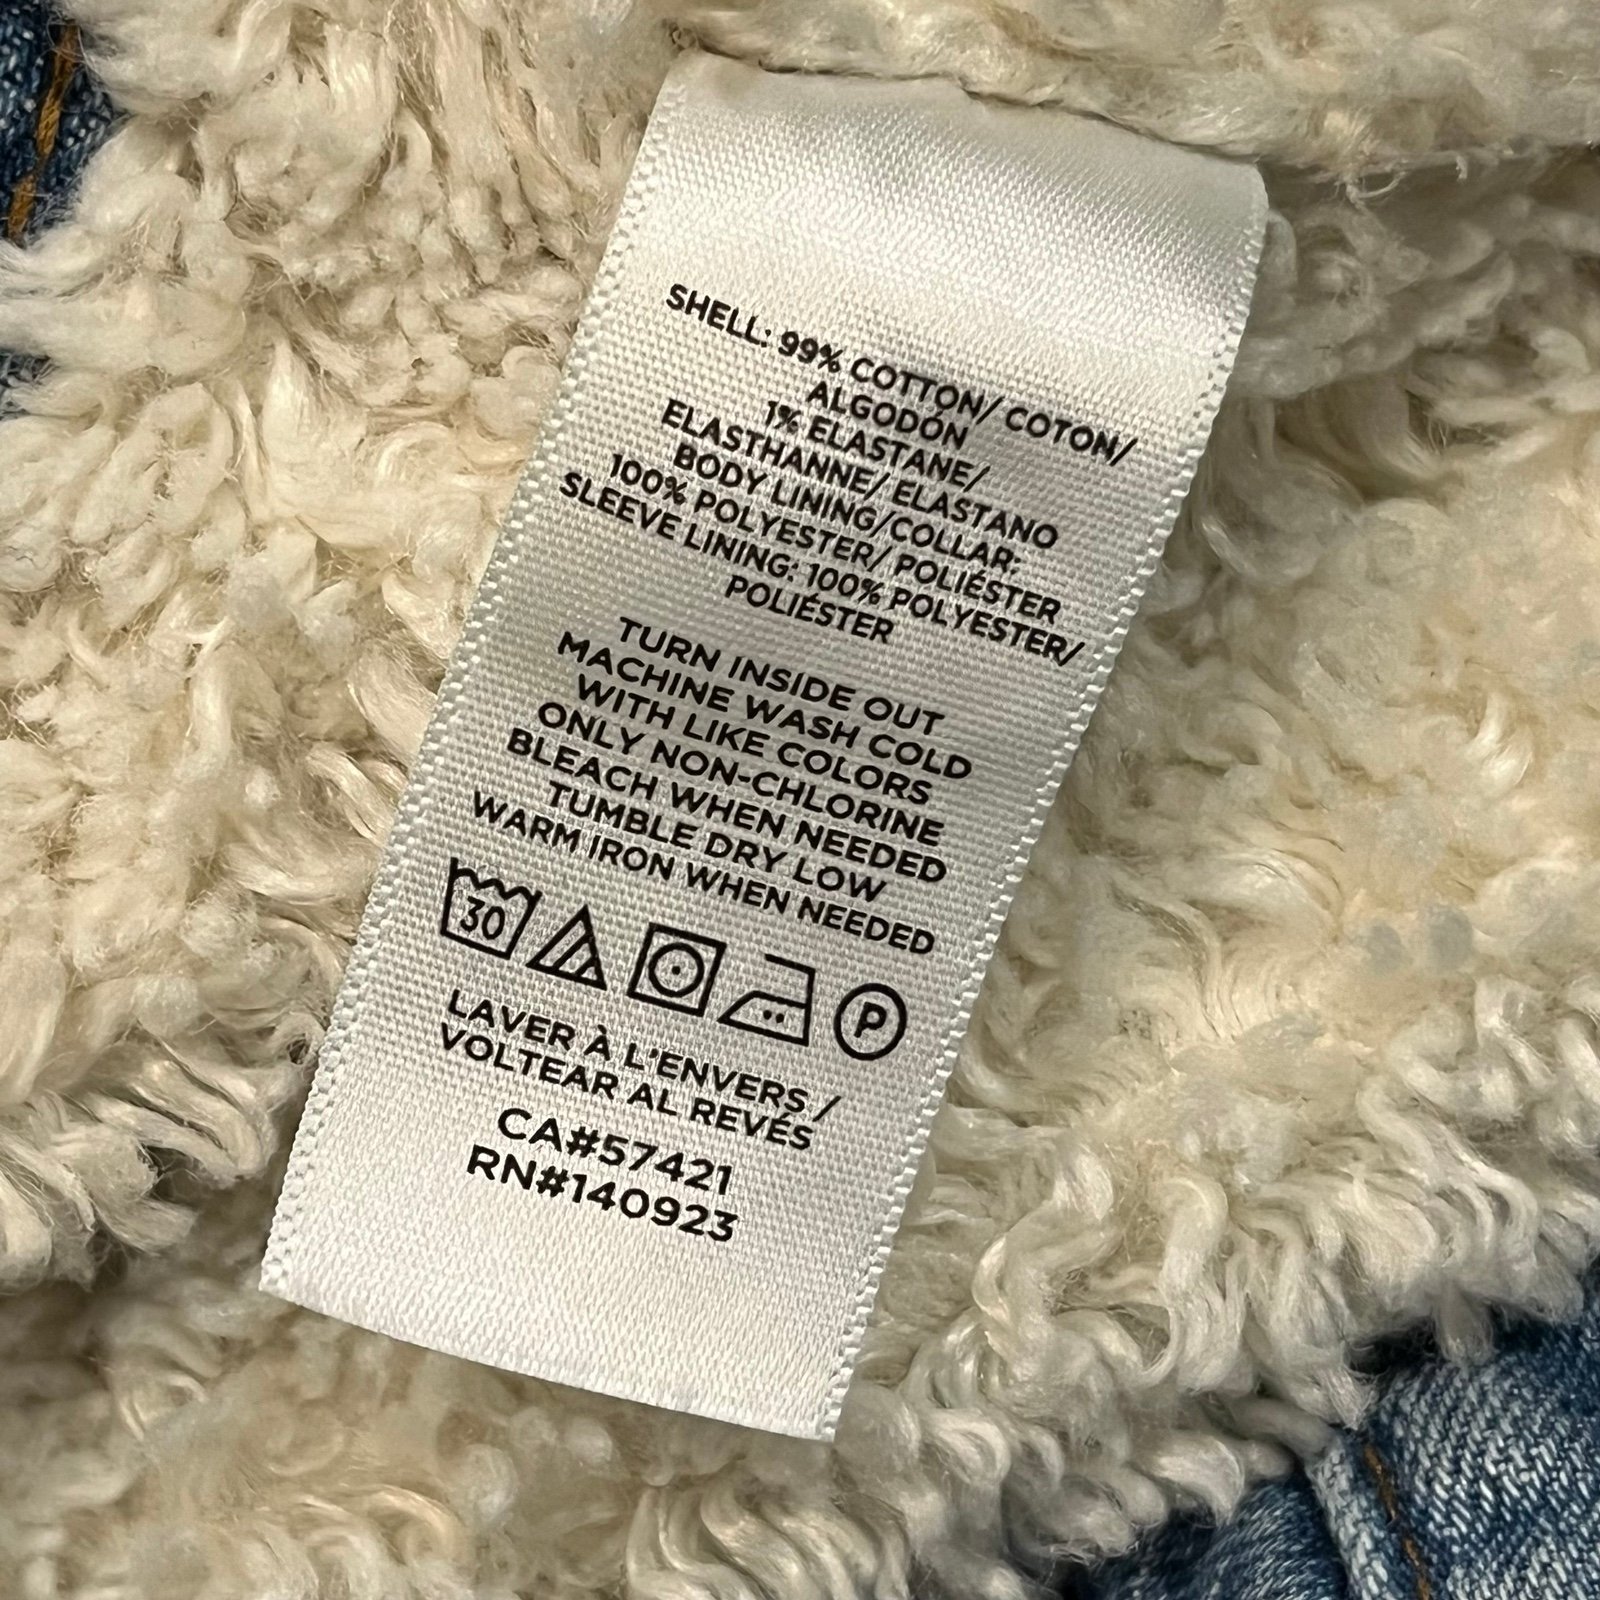 SHELL: 99% COTTON/ COTON/
ALGODÓN
1% ELASTANE/
ELASTHANNE/ ELASTANO
BODY LINING/COLLAR:
100% POLYESTER/ POLIÉSTER
SLEEVE LINING: 100% POLYESTER/
POLIÉSTER
TURN INSIDE OUT
MACHINE WASH COLD
WITH LIKE COLORS
ONLY NON-CHLORINE
BLEACH WHEN NEEDED
TUMBLE DRY LOW
WARM IRON WHEN NEEDED
30 P
LAVER À L'ENVERS /
VOLTEAR AL REVÉS
CA#57421
RN#140923